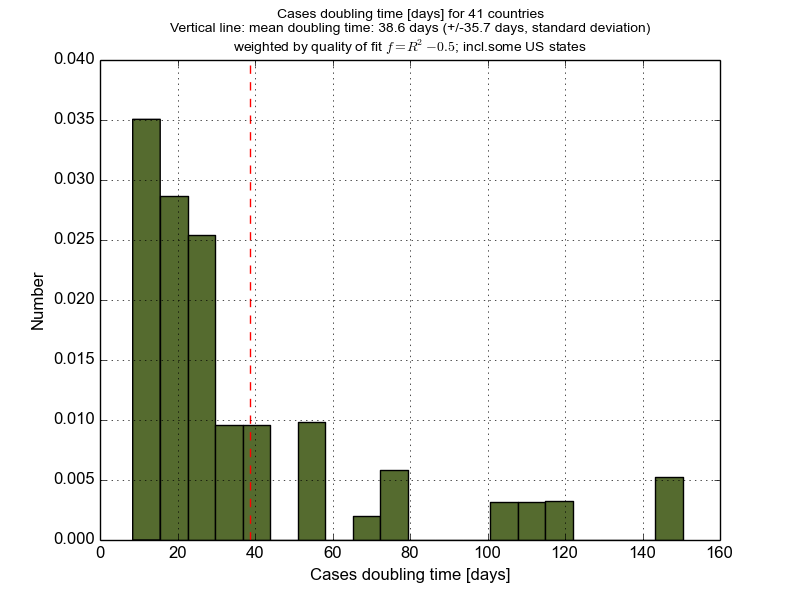 Cases doubling time [days] for 41 countries
Vertical line: mean doubling time: 38.6 days (+/-35.7 days, standard deviation)
weighted by quality of fit f=R²−0.5; incl.some US states
0.040
0.035
0.030
0.025
0.020
0.015
0.010
0.005
0.000
Number
0 20 40 60 80 100 120 140 160
Cases doubling time [days]